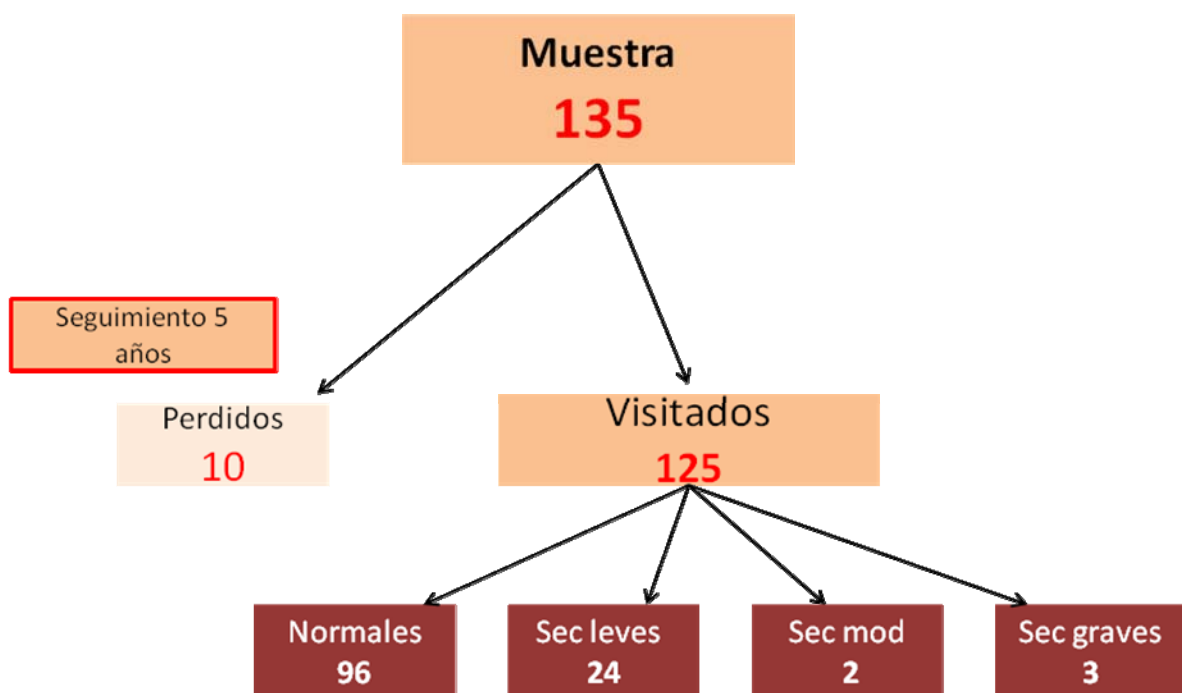 Muestra
135
Seguimiento 5
años
Perdidos
10
Visitados
125
Normales
96
Sec leves
24
Sec mod
2
Sec graves
3